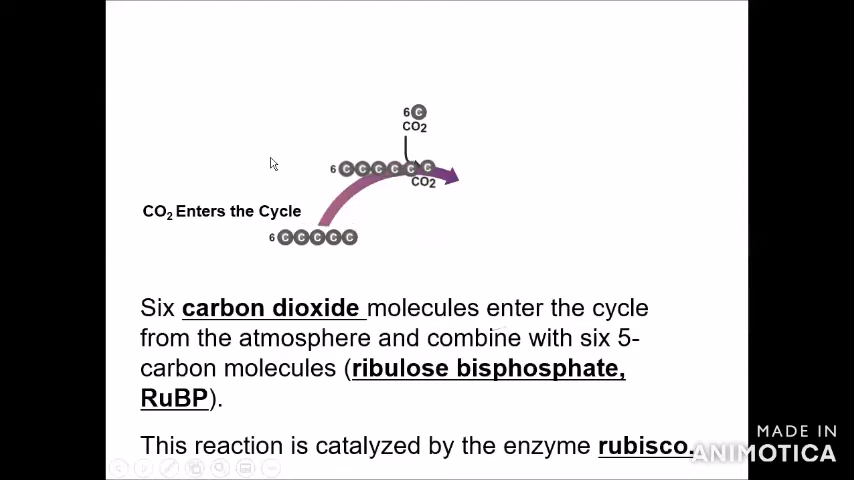 6 C
CO2
6 C C C C C C
CO2
CO2 Enters the Cycle
6 C C C C C
Six carbon dioxide molecules enter the cycle
from the atmosphere and combine with six 5-
carbon molecules (ribulose bisphosphate,
RuBP).
This reaction is catalyzed by the enzyme rubisco.
MADE IN
ANIMOTICA